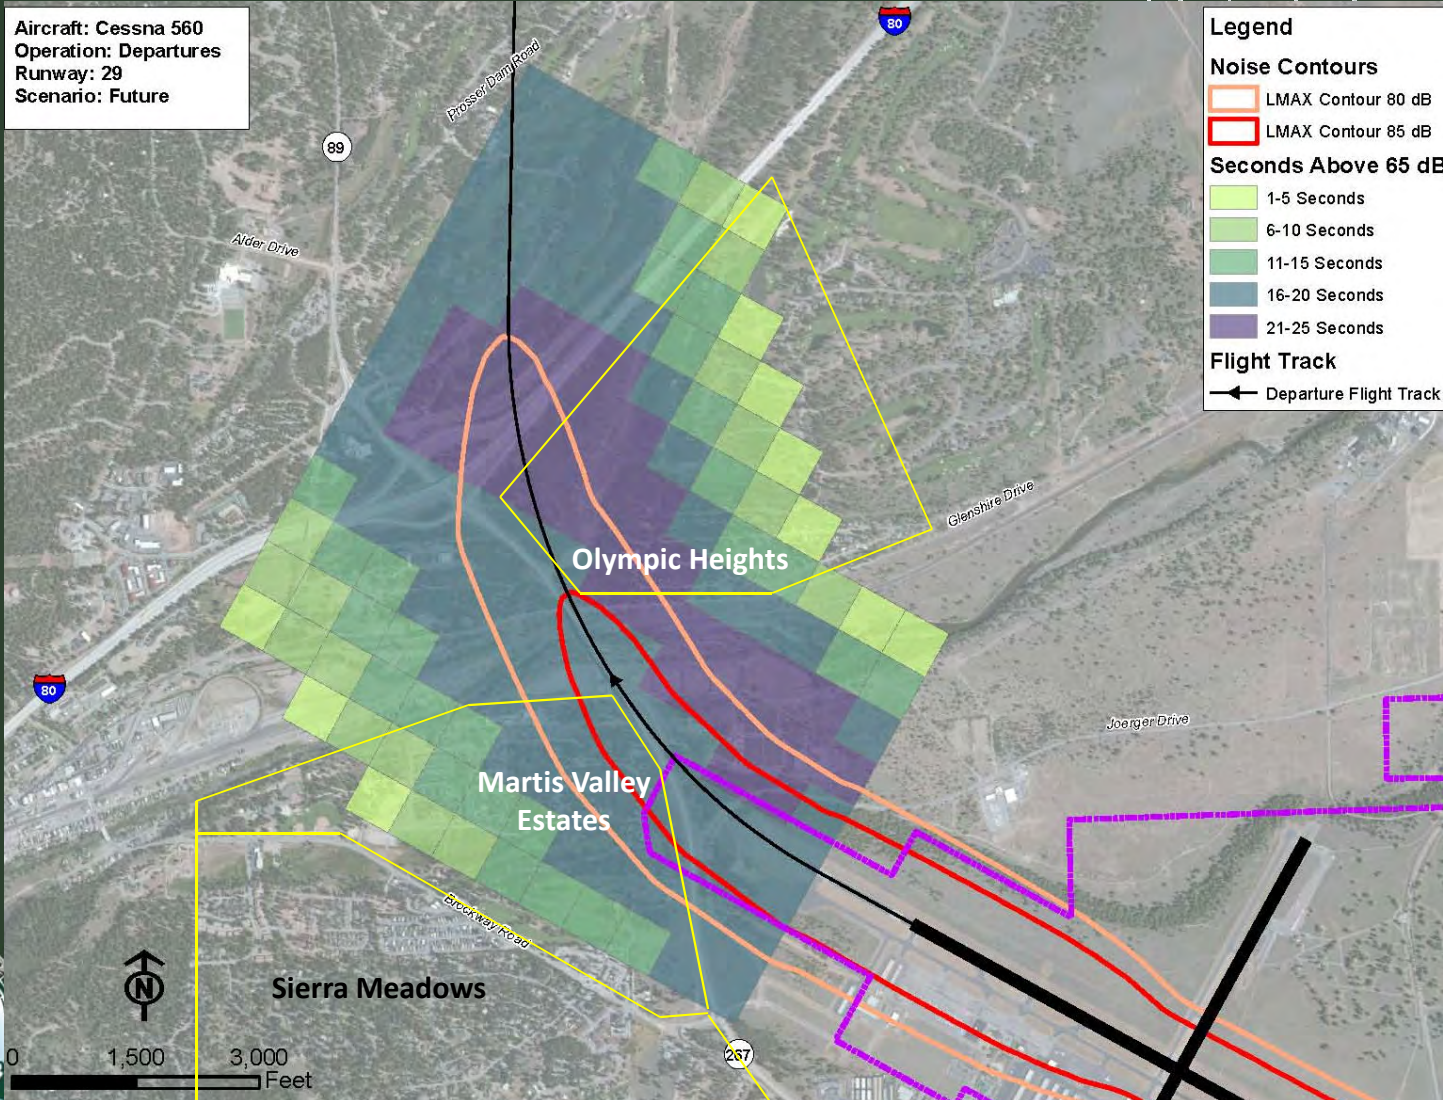 Aircraft: Cessna 560
Operation: Departures
Runway: 29
Scenario: Future
80
Legend
Noise Contours
LMAX Contour 80 dB
LMAX Contour 85 dB
Seconds Above 65 dB
1-5 Seconds
6-10 Seconds
11-15 Seconds
16-20 Seconds
21-25 Seconds
Flight Track
Departure Flight Track
Prosser Dam Road
89
Alder Drive
Glenshire Drive
Olympic Heights
80
Joerger Drive
Martis Valley
Estates
Brockway Road
Sierra Meadows
N
267
0 1,500 3,000
Feet